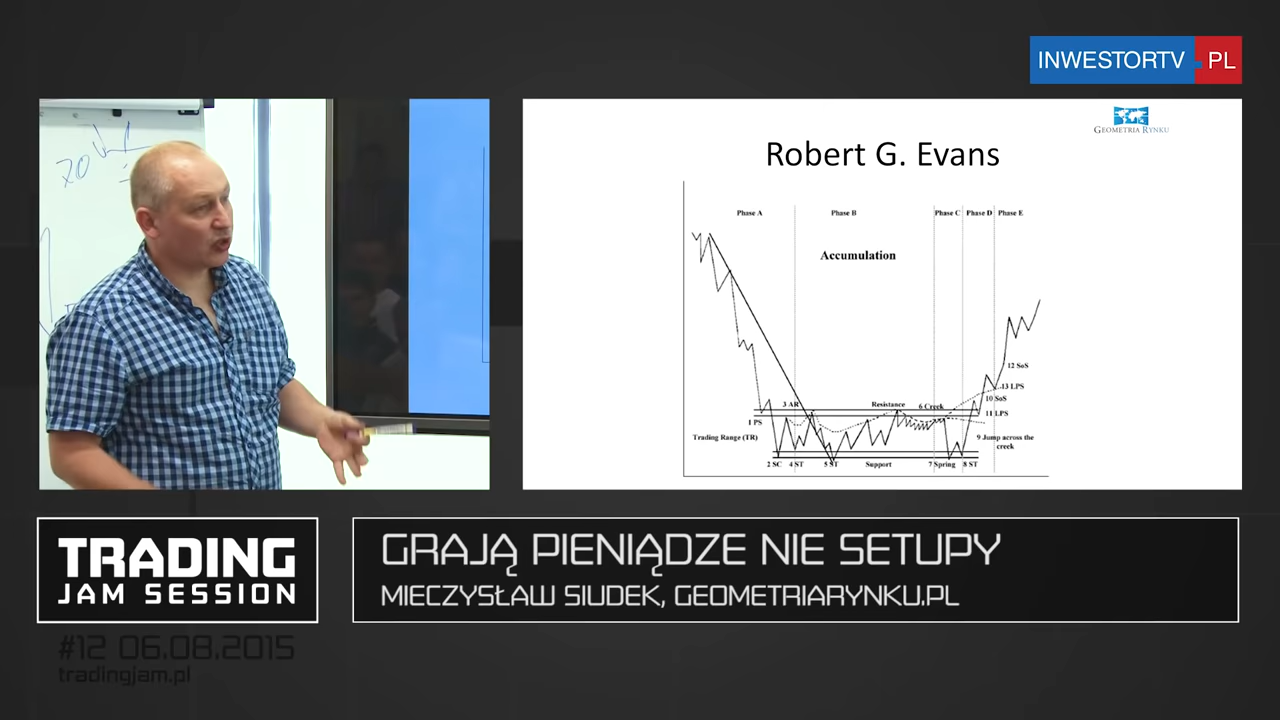 INWESTORTV.PL
70
GEOMETRIA RYNKU
Robert G. Evans
Phase A
Phase B
Phase C
Phase D
Phase E
Accumulation
12 SoS
13 LPS
10 SoS
11 LPS
3 AR
Resistance
6 Creek
1 PS
Trading Range (TR)
9 Jump across the
creek
2 SC
4 ST
5 ST
Support
7 Spring
8 ST
TRADING
JAM SESSION
GRAJĄ PIENIĄDZE NIE SETUPY
MIECZYSŁAW SIUDEK, GEOMETRIARYNKU.PL
#12 06.08.2015
tradingjam.pl